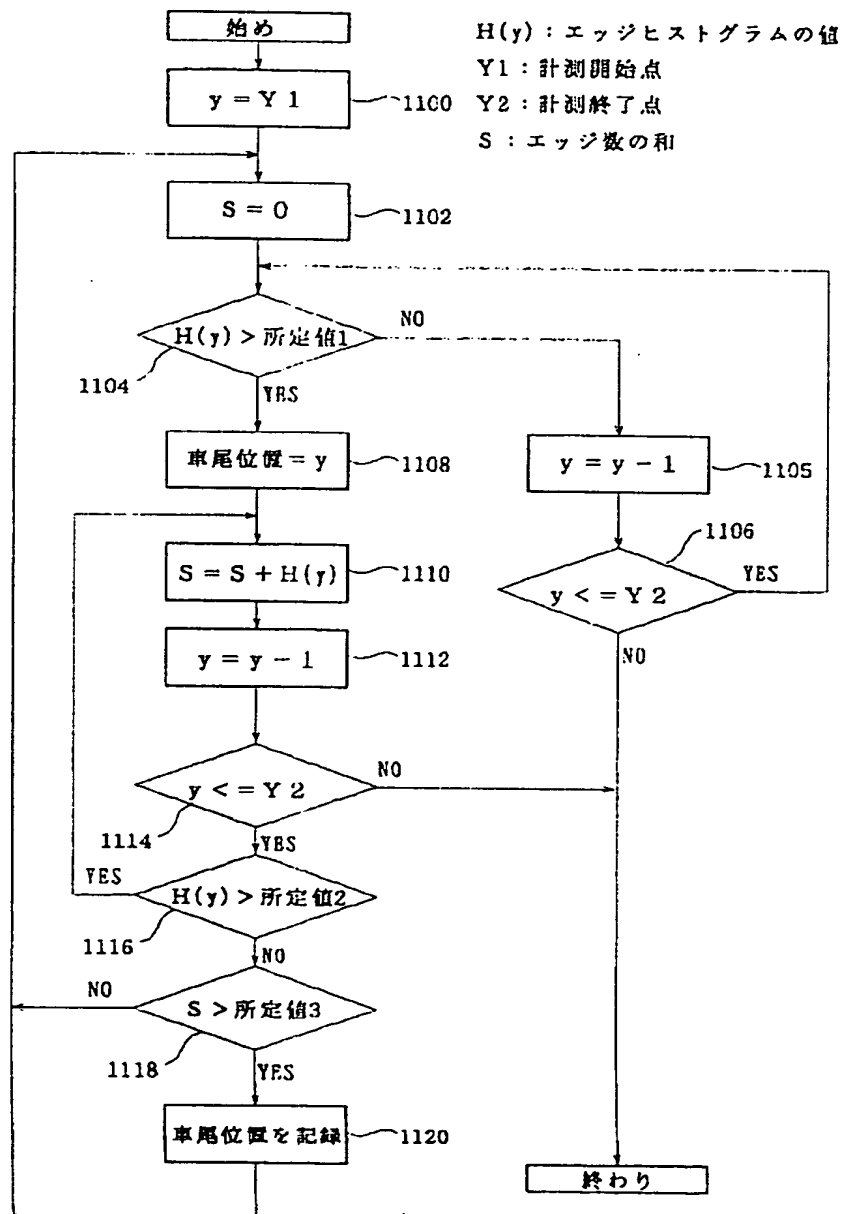 始め
H(y)：エッジヒストグラムの値
Y1：計測開始点
Y2：計測終了点
S：エッジ数の和
y = Y 1
1100
S = 0
1102
H(y) > 所定値1
NO
1104
YES
車尾位置 = y
1108
y = y - 1
1105
1106
S = S + H(y)
1110
y <= Y 2
YES
NO
y = y - 1
1112
y <= Y 2
NO
1114
YES
YES
H(y) > 所定値2
1116
NO
NO
S > 所定値3
1118
YES
車尾位置を記録
1120
終わり